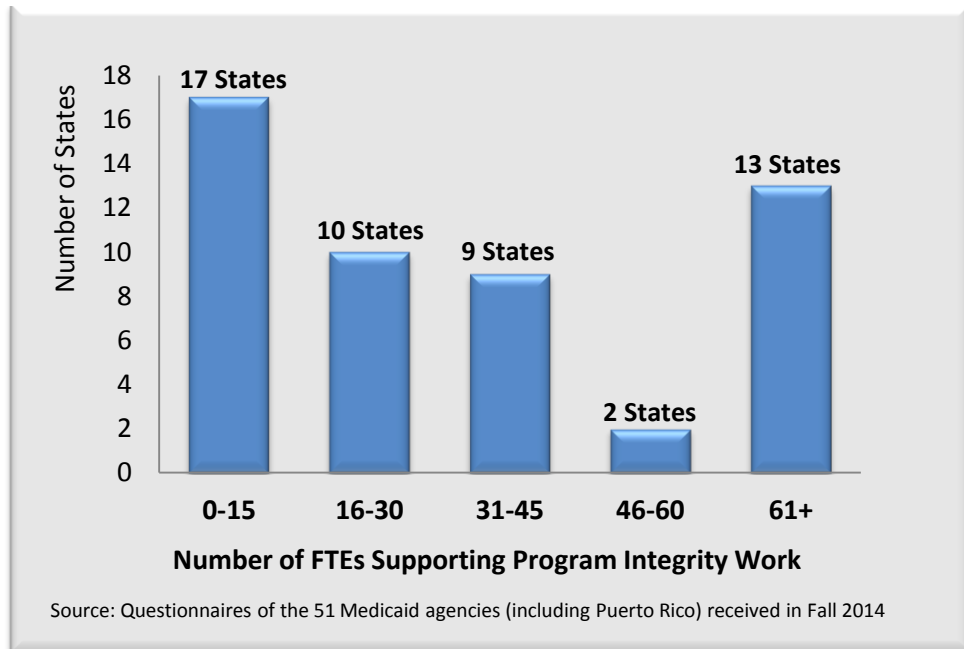 Number of States
18
16
14
12
10
8
6
4
2
0
17 States
10 States
9 States
2 States
13 States
0-15
16-30
31-45
46-60
61+
Number of FTEs Supporting Program Integrity Work
Source: Questionnaires of the 51 Medicaid agencies (including Puerto Rico) received in Fall 2014